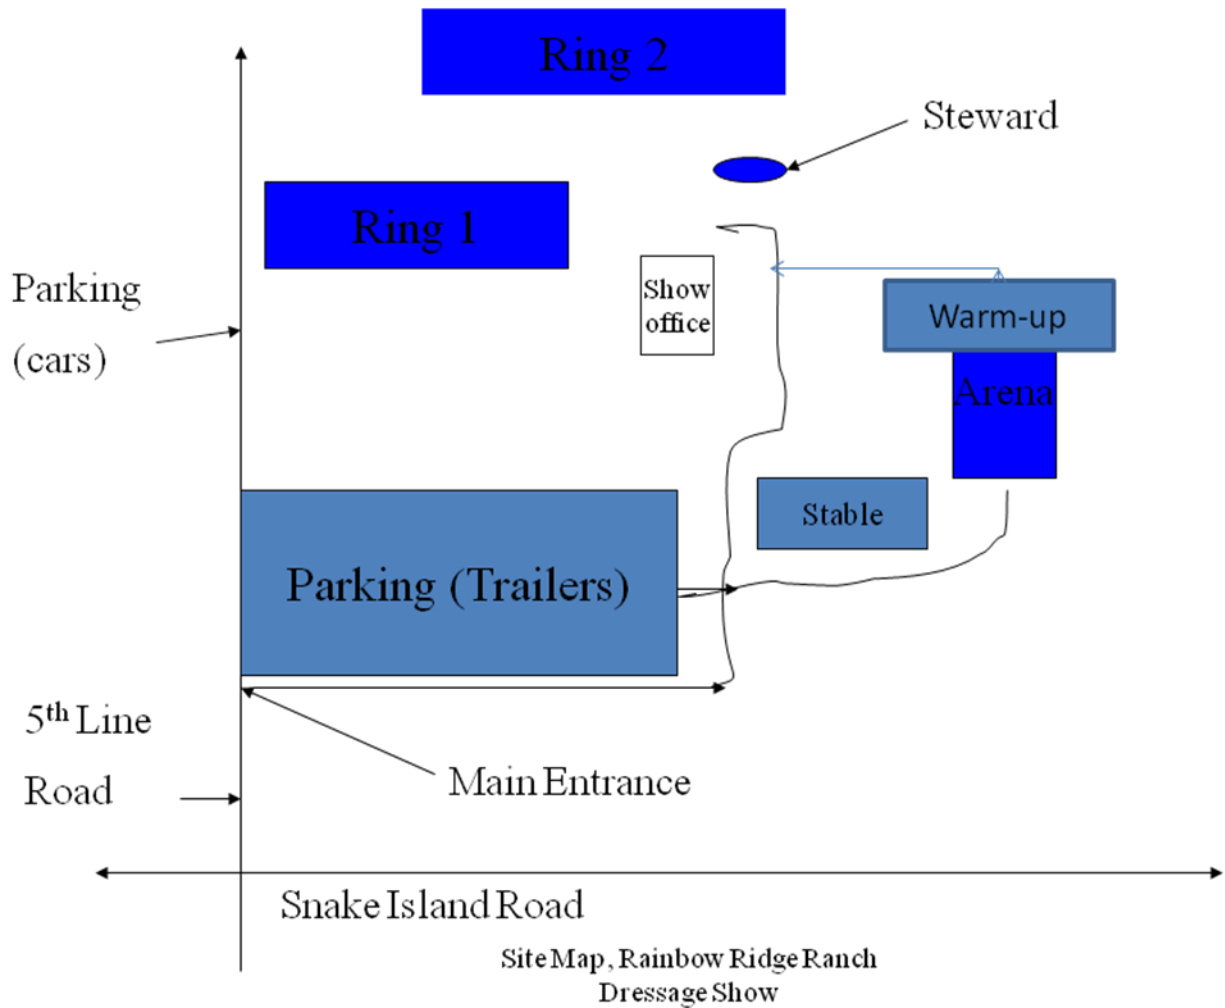 Ring 2
Steward
Ring 1
Parking
(cars)
Show
office
Warm-up
Arena
Stable
Parking (Trailers)
5th Line
Road
Main Entrance
Snake Island Road
Site Map, Rainbow Ridge Ranch
Dressage Show